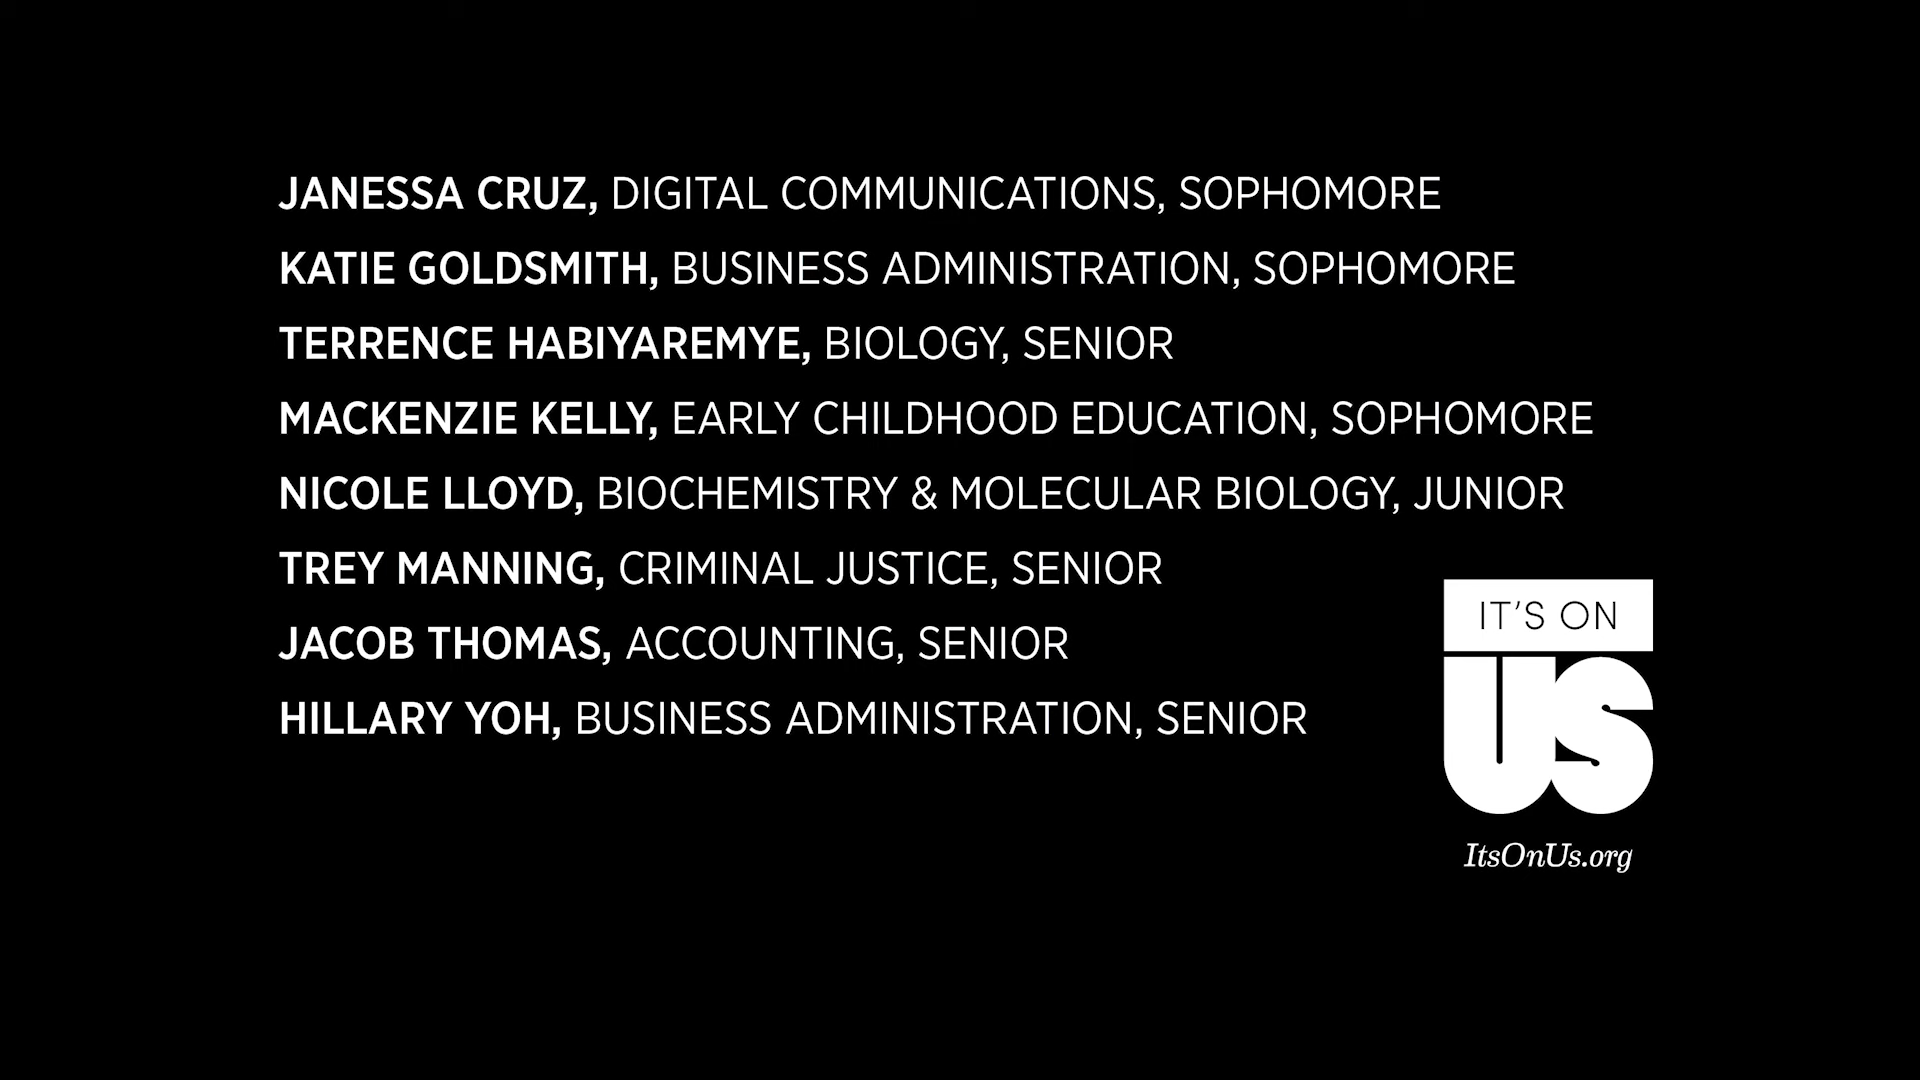 JANESSA CRUZ, DIGITAL COMMUNICATIONS, SOPHOMORE
KATIE GOLDSMITH, BUSINESS ADMINISTRATION, SOPHOMORE
TERRENCE HABIYAREMYE, BIOLOGY, SENIOR
MACKENZIE KELLY, EARLY CHILDHOOD EDUCATION, SOPHOMORE
NICOLE LLOYD, BIOCHEMISTRY & MOLECULAR BIOLOGY, JUNIOR
TREY MANNING, CRIMINAL JUSTICE, SENIOR
JACOB THOMAS, ACCOUNTING, SENIOR
HILLARY YOH, BUSINESS ADMINISTRATION, SENIOR
IT'S ON
US
ItsOnUs.org